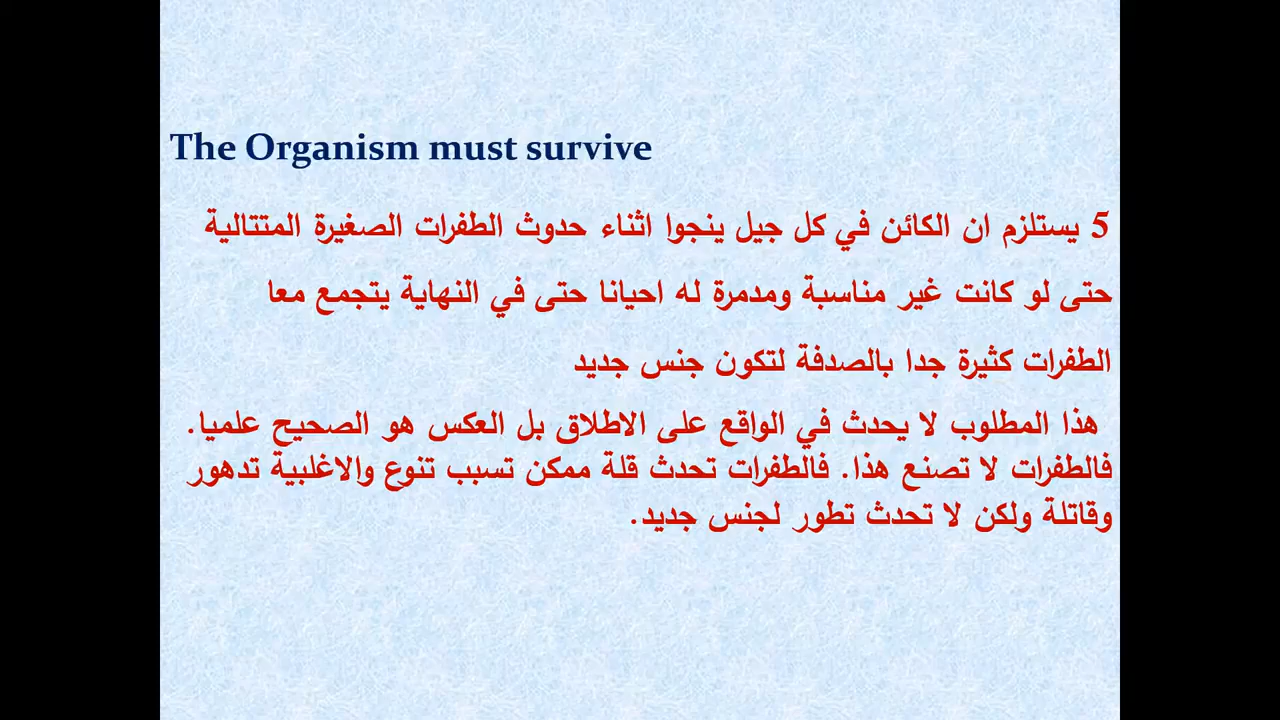 The Organism must survive
5 يستلزم ان الكائن في كل جيل ينجوا اثناء حدوث الطفرات الصغيرة المتتالية
حتى لو كانت غير مناسبة ومدمرة له احيانا حتى في النهاية يتجمع معا
الطفرات كثيرة جدا بالصدفة لتكون جنس جديد
هذا المطلوب لا يحدث في الواقع على الاطلاق بل العكس هو الصحيح علميا.
فالطفرات لا تصنع هذا. فالطفرات تحدث قلة ممكن تسبب تنوع والاغلبية تدهور
وقاتلة ولكن لا تحدث تطور لجنس جديد.